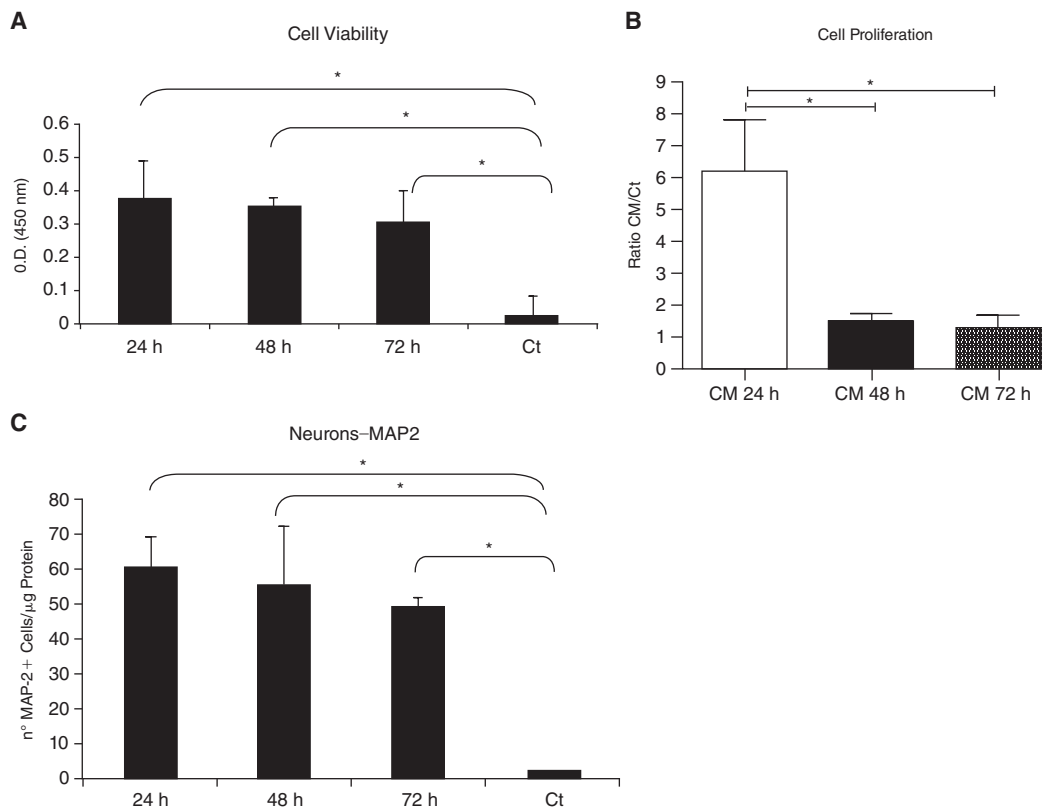 A
Cell Viability
*
*
*
0.D. (450 nm)
0.6
0.5
0.4
0.3
0.2
0.1
0
24 h
48 h
72 h
Ct
B
Cell Proliferation
*
*
Ratio CM/Ct
9
8
7
6
5
4
3
2
1
0
CM 24 h
CM 48 h
CM 72 h
C
Neurons–MAP2
*
*
*
n° MAP-2+ Cells/µg Protein
80
70
60
50
40
30
20
10
0
24 h
48 h
72 h
Ct